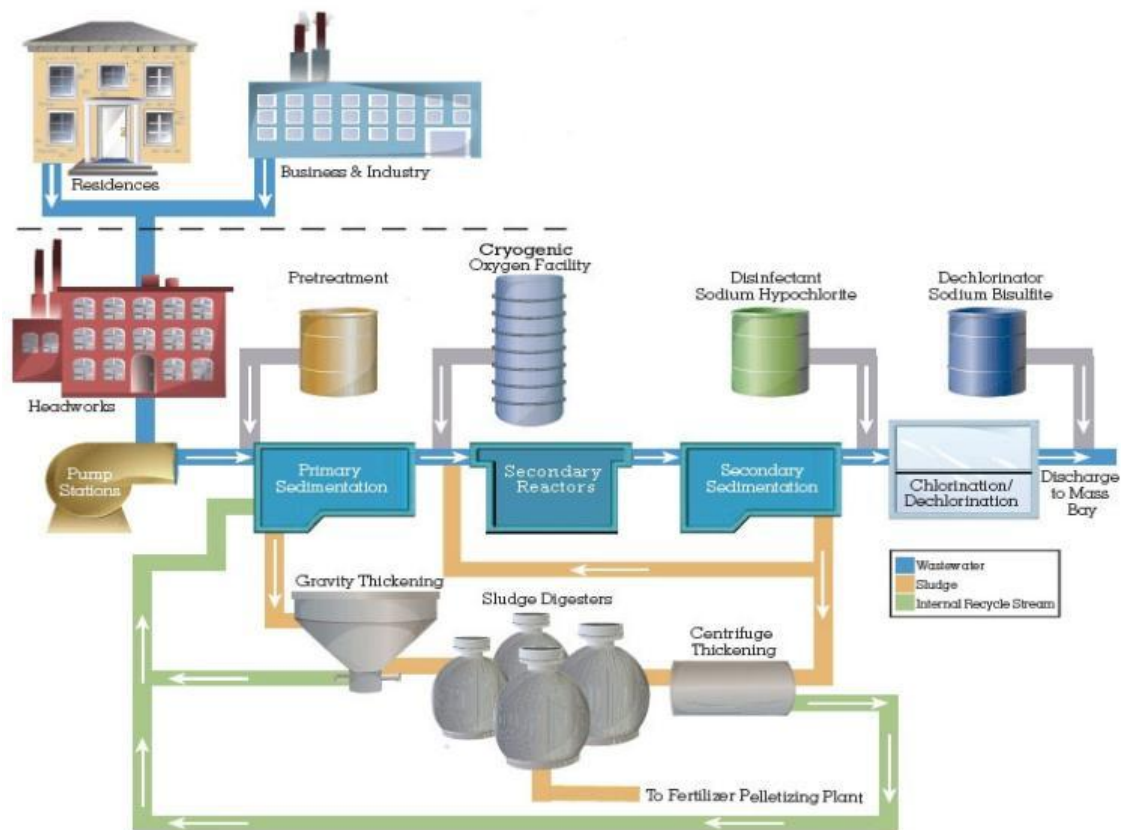 Residences
Business & Industry
Headworks
Pretreatment
Cryogenic
Oxygen Facility
Disinfectant
Sodium Hypochlorite
Dechlorinator
Sodium Bisulfite
Pump
Stations
Primary
Sedimentation
Secondary
Reactors
Secondary
Sedimentation
Chlorination/
Dechlorination
Discharge
to Mass
Bay
Wastewater
Sludge
Internal Recycle Stream
Gravity Thickening
Sludge Digesters
Centrifuge
Thickening
To Fertilizer Pelletizing Plant